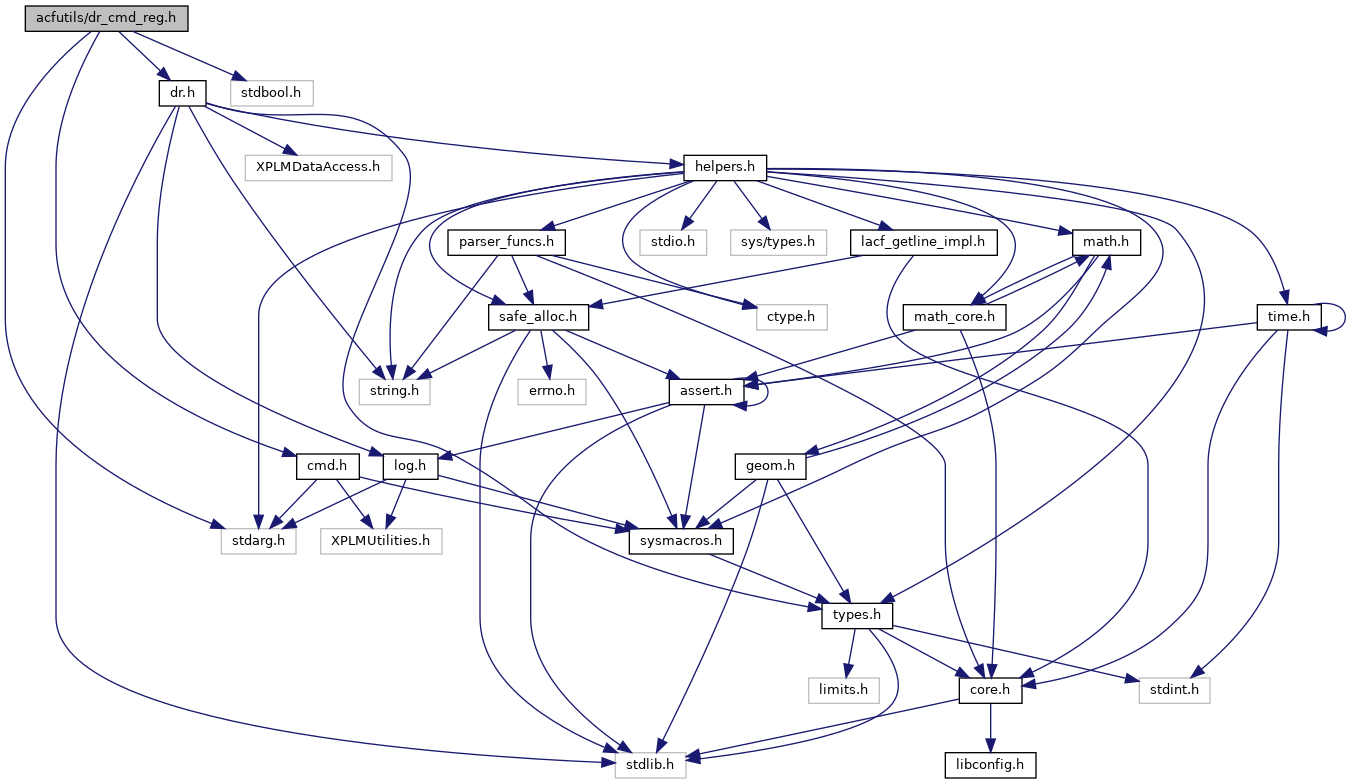 acfutils/dr_cmd_reg.h
dr.h
stdbool.h
XPLMDataAccess.h
helpers.h
parser_funcs.h
stdio.h
sys/types.h
lacf_getline_impl.h
math.h
safe_alloc.h
ctype.h
math_core.h
time.h
string.h
errno.h
assert.h
cmd.h
log.h
geom.h
stdarg.h
XPLMUtilities.h
sysmacros.h
types.h
limits.h
core.h
stdint.h
stdlib.h
libconfig.h